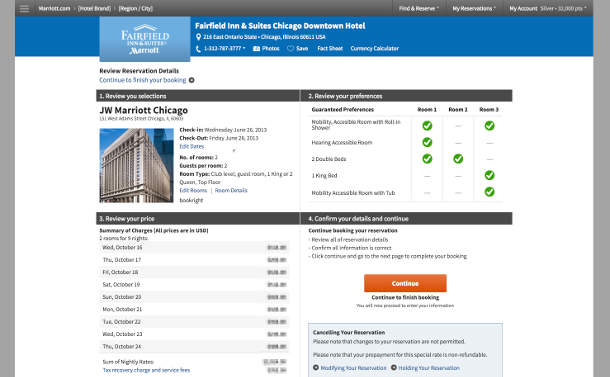 Marriott.com > [Hotel Brand] > [Region / City]
Find & Reserve
My Reservations
My Account Silver • 32,000 pts
FAIRFIELD
INN & SUITES
Marriott
Fairfield Inn & Suites Chicago Downtown Hotel
216 East Ontario State • Chicago, Illinois 60611 USA
1-312-787-3777
Photos
Save
Fact Sheet
Currency Calculator
Review Reservation Details
Continue to finish your booking
1. Review you selections
JW Marriott Chicago
151 West Adams Street Chicago, IL 60603
Check-in: Wednesday June 26, 2013
Check-Out: Friday June 28, 2013
Edit Dates
No. of rooms: 2
Guests per room: 2
Room Type: Club level, guest room, 1 King or 2
Queen, Top Floor
Edit Rooms | Room Details
bookright
2. Review your preferences
Guaranteed Preferences Room 1 Room 2 Room 3
Mobility, Accesible Room with Roll-in
Shower
Hearing Accessible Room
2 Double Beds
1 King Bed
Mobility Accessible Room with Tub
3. Review your price
Summary of Charges (All prices are in USD)
2 rooms for 9 nights:
Wed, October 16
Thu, October 17
Fri, October 18
Sat, October 19
Sun, October 20
Mon, October 21
Tue, October 22
Wed, October 23
Thu, October 24
Sum of Nightly Rates:
Tax recovery charge and service fees
4. Confirm your details and continue
Continue booking your reservation
- Review all of reservation details
- Confirm all information is correct
- Click continue and go to the next page to complete your booking
Continue
Continue to finish booking
You will now proceed to enter your information
Cancelling Your Reservation
Please note that changes to your reservation are not permitted.
Please note that your prepayment for this special rate is non-refundable.
Modifying Your Reservation
Holding Your Reservation